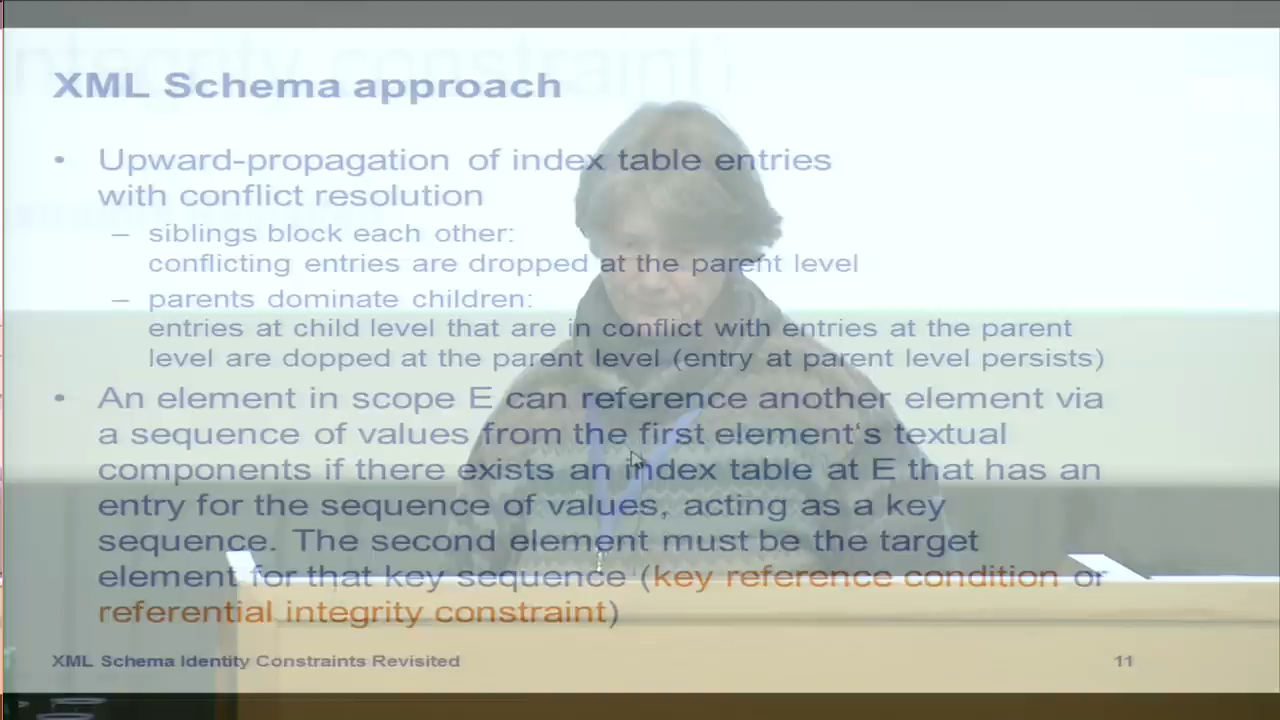 XML Schema approach
• Upward-propagation of index table entries
with conflict resolution
– siblings block each other:
conflicting entries are dropped at the parent level
– parents dominate children:
entries at child level that are in conflict with entries at the parent
level are dopped at the parent level (entry at parent level persists)
• An element in scope E can reference another element via
a sequence of values from the first element‘s textual
components if there exists an index table at E that has an
entry for the sequence of values, acting as a key
sequence. The second element must be the target
element for that key sequence (key reference condition or
referential integrity constraint)
XML Schema Identity Constraints Revisited
11